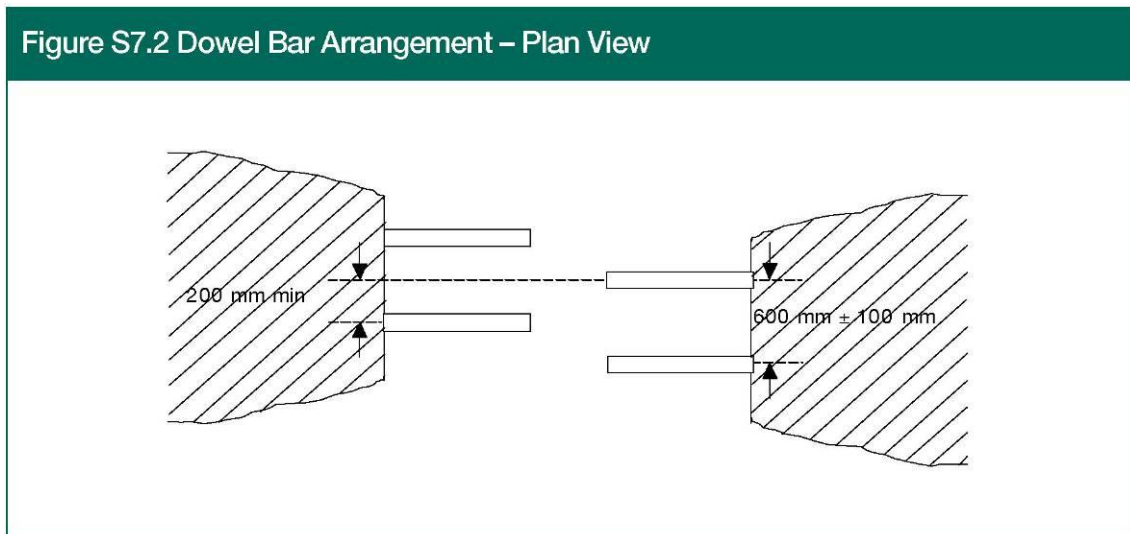 Figure S7.2 Dowel Bar Arrangement – Plan View
200 mm min
600 mm ± 100 mm